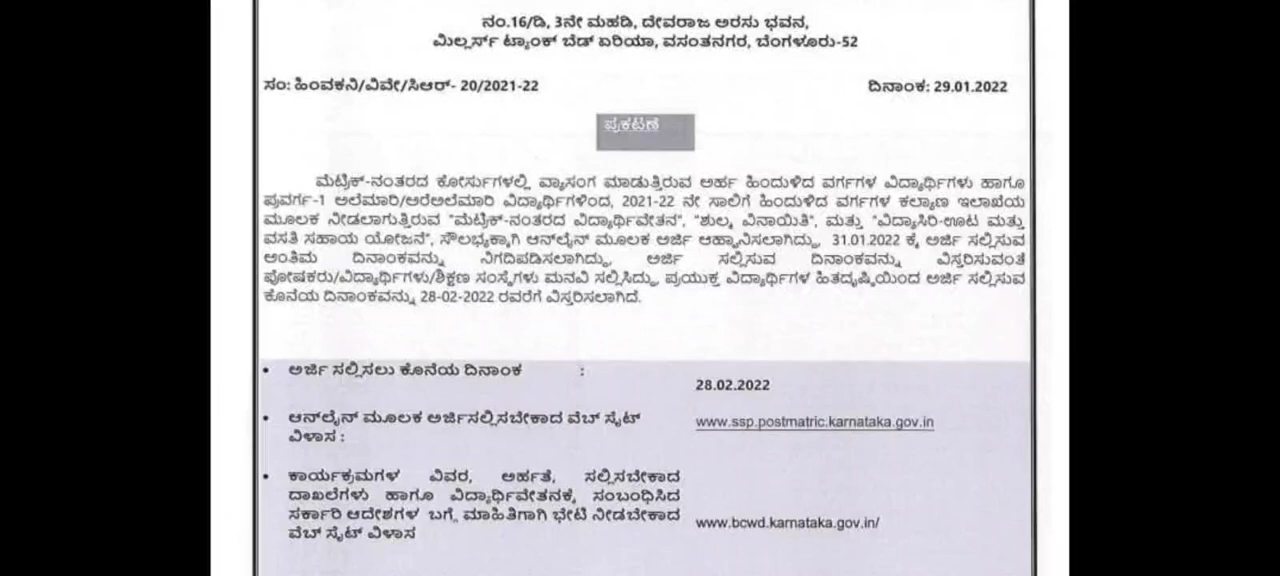 ನಂ.16/ಡಿ, 3ನೇ ಮಹಡಿ, ದೇವರಾಜ ಅರಸು ಭವನ,
ಮಿಲ್ಲರ್ಸ್ ಟ್ಯಾಂಕ್ ಬೆಡ್ ಏರಿಯಾ, ವಸಂತನಗರ, ಬೆಂಗಳೂರು-52
ಸಂ: ಹಿಂವಕನಿ/ವಿವೇ/ಸಿಆರ್- 20/2021-22 ದಿನಾಂಕ: 29.01.2022
ಪ್ರಕಟಣೆ
ಮೆಟ್ರಿಕ್-ನಂತರದ ಕೋರ್ಸುಗಳಲ್ಲಿ ವ್ಯಾಸಂಗ ಮಾಡುತ್ತಿರುವ ಅರ್ಹ ಹಿಂದುಳಿದ ವರ್ಗಗಳ ವಿದ್ಯಾರ್ಥಿಗಳು ಹಾಗೂ
ಪ್ರವರ್ಗ-1 ಅಲೆಮಾರಿ/ಅರೆಅಲೆಮಾರಿ ವಿದ್ಯಾರ್ಥಿಗಳಿಂದ, 2021-22 ನೇ ಸಾಲಿಗೆ ಹಿಂದುಳಿದ ವರ್ಗಗಳ ಕಲ್ಯಾಣ ಇಲಾಖೆಯ
ಮೂಲಕ ನೀಡಲಾಗುತ್ತಿರುವ "ಮೆಟ್ರಿಕ್-ನಂತರದ ವಿದ್ಯಾರ್ಥಿವೇತನ", "ಶುಲ್ಕ ವಿನಾಯಿತಿ", ಮತ್ತು "ವಿದ್ಯಾಸಿರಿ-ಊಟ ಮತ್ತು
ವಸತಿ ಸಹಾಯ ಯೋಜನೆ", ಸೌಲಭ್ಯಕ್ಕಾಗಿ ಆನ್‌ಲೈನ್ ಮೂಲಕ ಅರ್ಜಿ ಆಹ್ವಾನಿಸಲಾಗಿದ್ದು, 31.01.2022 ಕ್ಕೆ ಅರ್ಜಿ ಸಲ್ಲಿಸುವ
ಅಂತಿಮ ದಿನಾಂಕವನ್ನು ನಿಗದಿಪಡಿಸಲಾಗಿದ್ದು, ಅರ್ಜಿ ಸಲ್ಲಿಸುವ ದಿನಾಂಕವನ್ನು ವಿಸ್ತರಿಸುವಂತೆ
ಪೋಷಕರು/ವಿದ್ಯಾರ್ಥಿಗಳು/ಶಿಕ್ಷಣ ಸಂಸ್ಥೆಗಳು ಮನವಿ ಸಲ್ಲಿಸಿದ್ದು, ಪ್ರಯುಕ್ತ ವಿದ್ಯಾರ್ಥಿಗಳ ಹಿತದೃಷ್ಟಿಯಿಂದ ಅರ್ಜಿ ಸಲ್ಲಿಸುವ
ಕೊನೆಯ ದಿನಾಂಕವನ್ನು 28-02-2022 ರವರೆಗೆ ವಿಸ್ತರಿಸಲಾಗಿದೆ.
• ಅರ್ಜಿ ಸಲ್ಲಿಸಲು ಕೊನೆಯ ದಿನಾಂಕ :
28.02.2022
• ಆನ್‌ಲೈನ್ ಮೂಲಕ ಅರ್ಜಿಸಲ್ಲಿಸಬೇಕಾದ ವೆಬ್ ಸೈಟ್
ವಿಳಾಸ :
www.ssp.postmatric.karnataka.gov.in
• ಕಾರ್ಯಕ್ರಮಗಳ ವಿವರ, ಅರ್ಹತೆ, ಸಲ್ಲಿಸಬೇಕಾದ
ದಾಖಲೆಗಳು ಹಾಗೂ ವಿದ್ಯಾರ್ಥಿವೇತನಕ್ಕೆ ಸಂಬಂಧಿಸಿದ
ಸರ್ಕಾರಿ ಆದೇಶಗಳ ಬಗ್ಗೆ ಮಾಹಿತಿಗಾಗಿ ಭೇಟಿ ನೀಡಬೇಕಾದ
ವೆಬ್ ಸೈಟ್ ವಿಳಾಸ
www.bcwd.karnataka.gov.in/